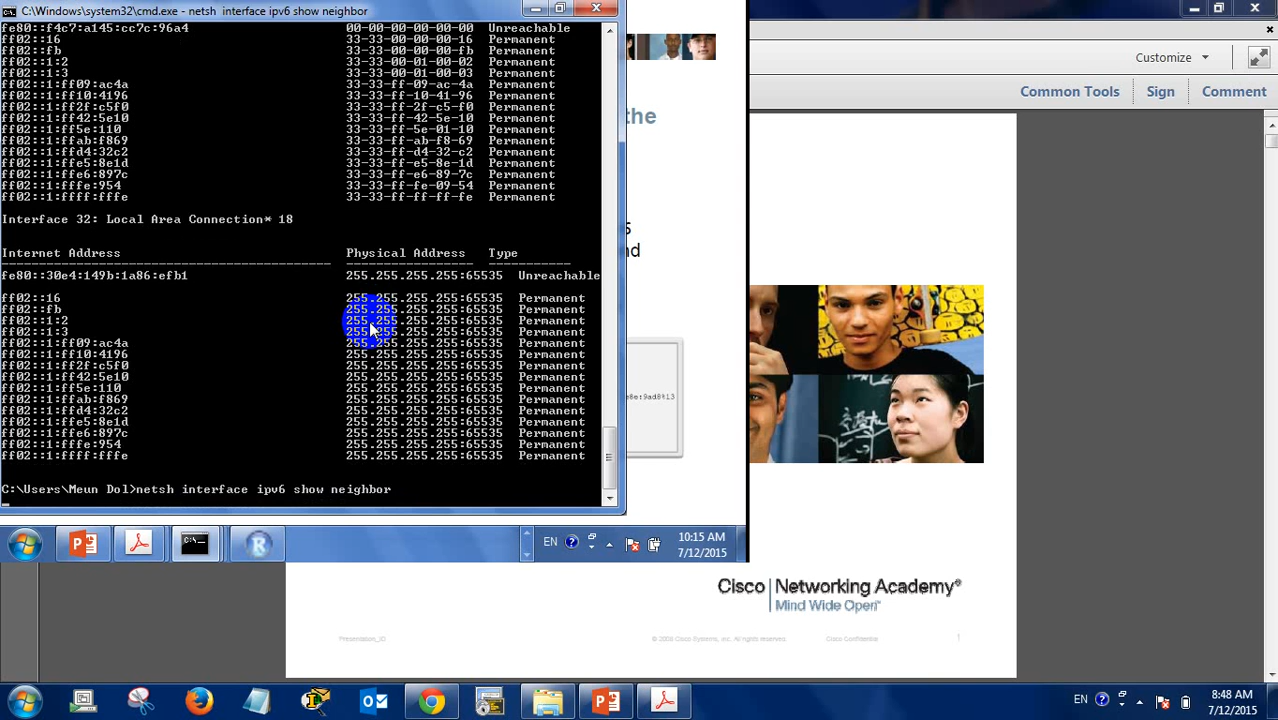 C:\Windows\system32\cmd.exe - netsh interface ipv6 show neighbor
fe80::f4c7:a145:cc7c:96a4 00-00-00-00-00-00 Unreachable
ff02::16 33-33-00-00-00-16 Permanent
ff02::fb 33-33-00-00-00-fb Permanent
ff02::1:2 33-33-00-01-00-02 Permanent
ff02::1:3 33-33-00-01-00-03 Permanent
ff02::1:ff09:ac4a 33-33-ff-09-ac-4a Permanent
ff02::1:ff10:4196 33-33-ff-10-41-96 Permanent
ff02::1:ff2f:c5f0 33-33-ff-2f-c5-f0 Permanent
ff02::1:ff42:5e10 33-33-ff-42-5e-10 Permanent
ff02::1:ff5e:110 33-33-ff-5e-01-10 Permanent
ff02::1:ffab:f869 33-33-ff-ab-f8-69 Permanent
ff02::1:ffd4:32c2 33-33-ff-d4-32-c2 Permanent
ff02::1:ffe5:8e1d 33-33-ff-e5-8e-1d Permanent
ff02::1:ffe6:897c 33-33-ff-e6-89-7c Permanent
ff02::1:fffe:954 33-33-ff-fe-09-54 Permanent
ff02::1:ffff:fffe 33-33-ff-ff-ff-fe Permanent
Interface 32: Local Area Connection* 18
Internet Address Physical Address Type
fe80::30e4:149b:1a86:efb1 255.255.255.255:65535 Unreachable
ff02::16 255.255.255.255:65535 Permanent
ff02::fb 255.255.255.255:65535 Permanent
ff02::1:2 255.255.255.255:65535 Permanent
ff02::1:3 255.255.255.255:65535 Permanent
ff02::1:ff09:ac4a 255.255.255.255:65535 Permanent
ff02::1:ff10:4196 255.255.255.255:65535 Permanent
ff02::1:ff2f:c5f0 255.255.255.255:65535 Permanent
ff02::1:ff42:5e10 255.255.255.255:65535 Permanent
ff02::1:ff5e:110 255.255.255.255:65535 Permanent
ff02::1:ffab:f869 255.255.255.255:65535 Permanent
ff02::1:ffd4:32c2 255.255.255.255:65535 Permanent
ff02::1:ffe5:8e1d 255.255.255.255:65535 Permanent
ff02::1:ffe6:897c 255.255.255.255:65535 Permanent
ff02::1:fffe:954 255.255.255.255:65535 Permanent
ff02::1:ffff:fffe 255.255.255.255:65535 Permanent
C:\Users\Meun Dol>netsh interface ipv6 show neighbor
the
5
nd
e8e:9ad8%13
EN
10:15 AM
7/12/2015
Customize
Common Tools Sign Comment
Cisco Networking Academy®
Mind Wide Open™
Presentation_ID © 2008 Cisco Systems, Inc. All rights reserved. Cisco Confidential 1
EN
8:48 AM
7/12/2015